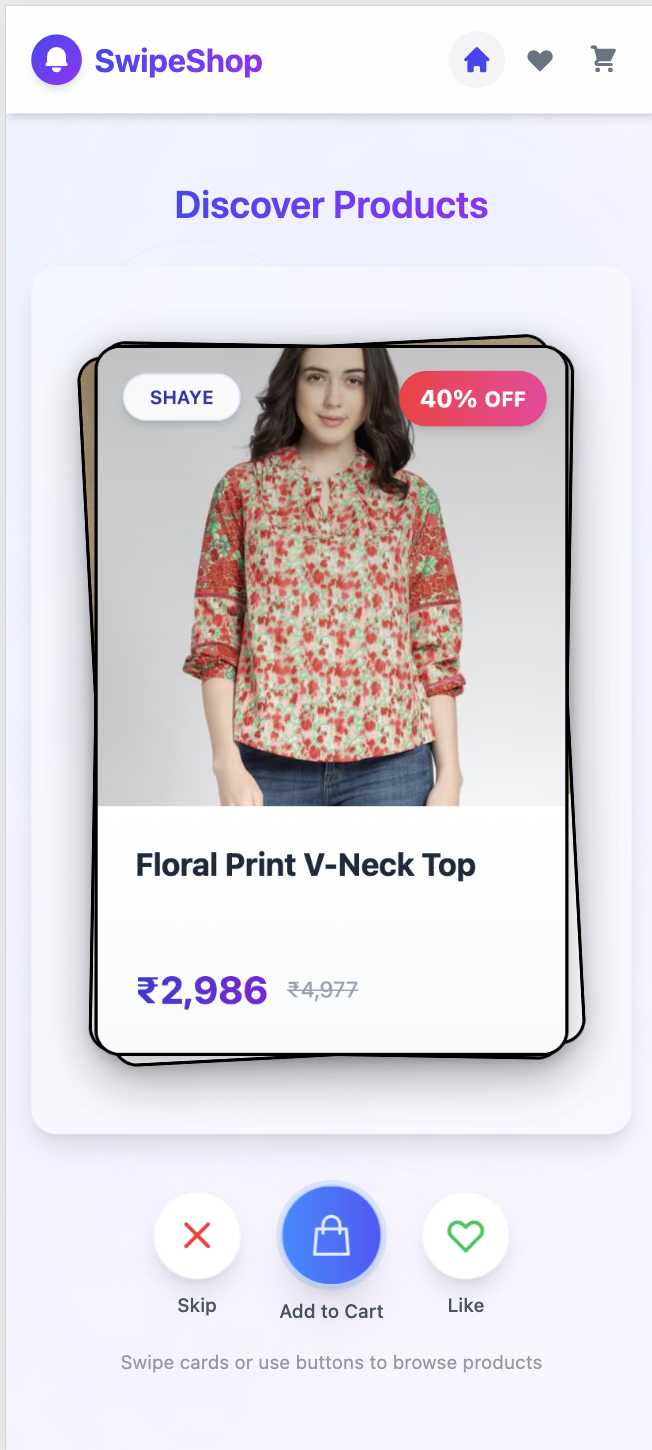 SwipeShop
Discover Products
SHAYE
40% OFF
Floral Print V-Neck Top
₹2,986 ₹4,977
Skip
Add to Cart
Like
Swipe cards or use buttons to browse products